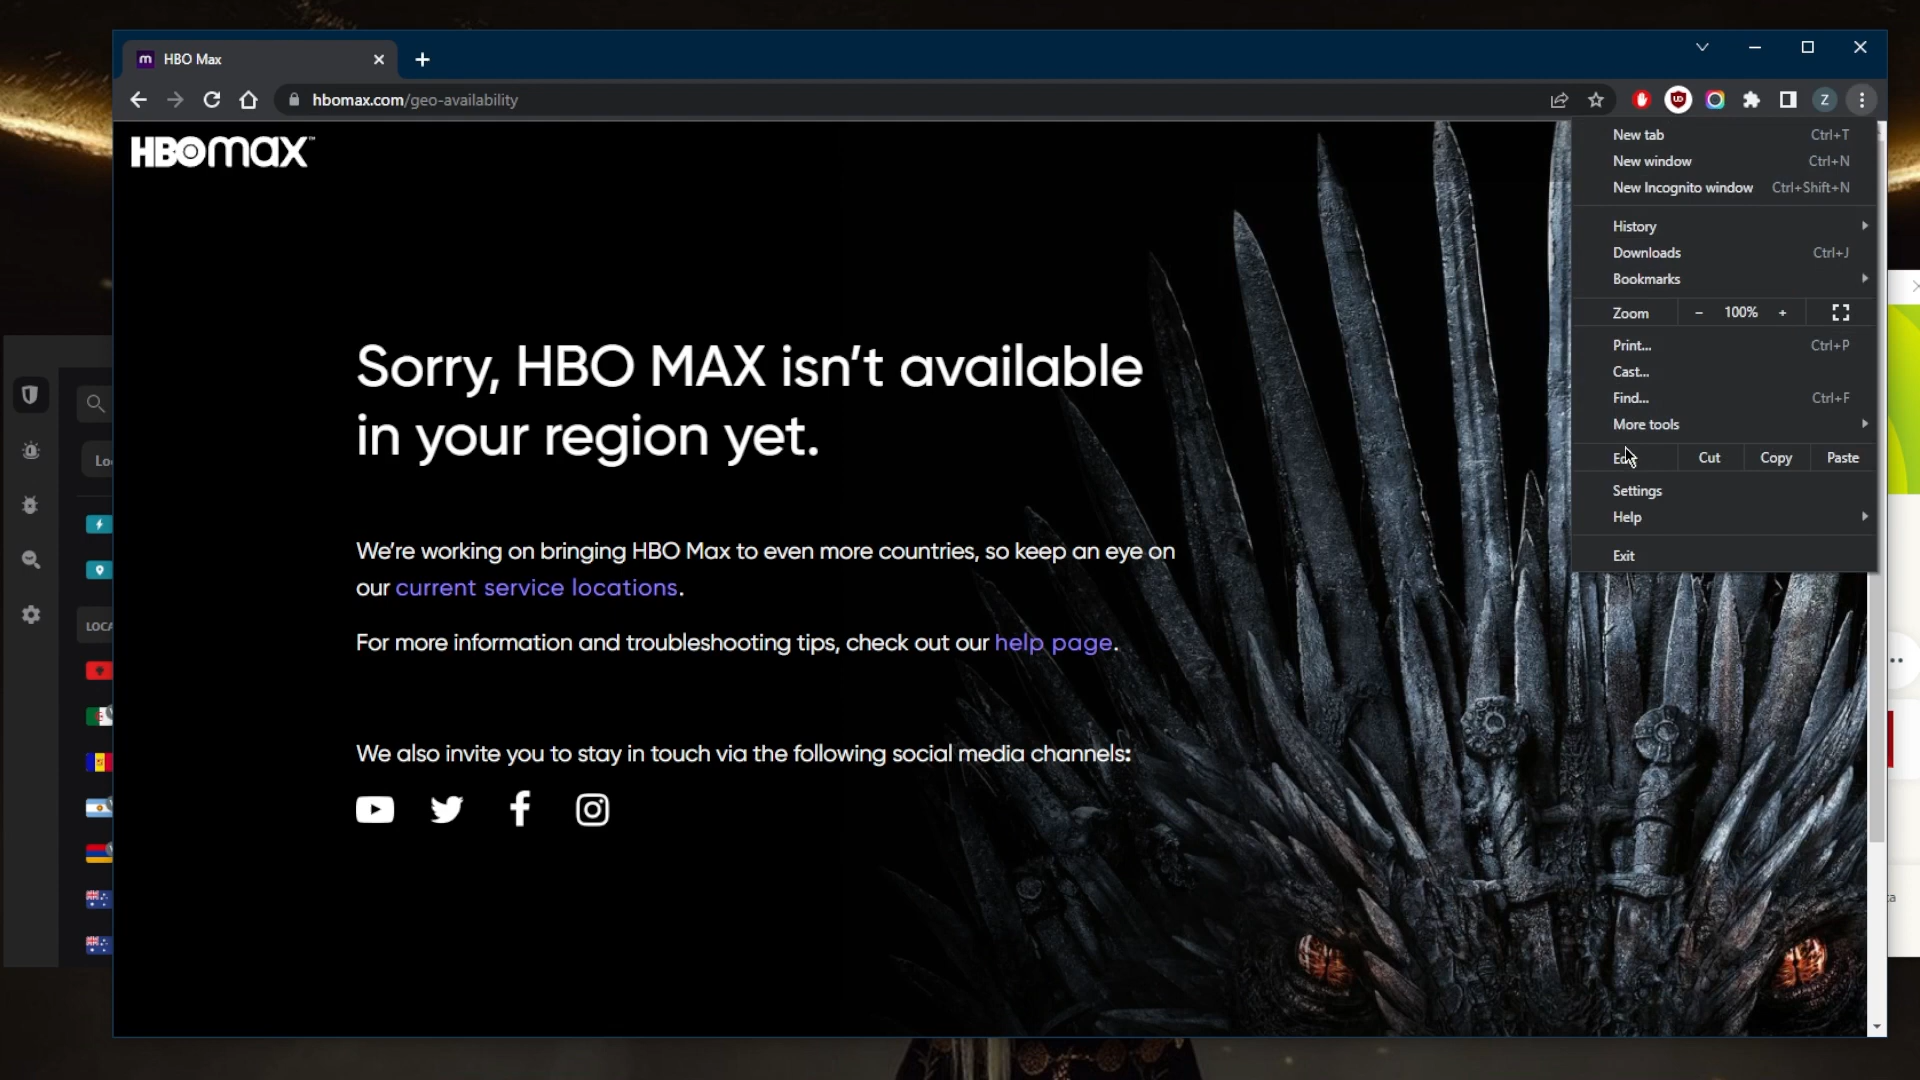 HBO Max
hbomax.com/geo-availability
Z
HBOmax™
New tab Ctrl+T
New window Ctrl+N
New Incognito window Ctrl+Shift+N
History
Downloads Ctrl+J
Bookmarks
Zoom - 100% +
Print... Ctrl+P
Cast...
Find... Ctrl+F
More tools
Cut Copy Paste
Settings
Help
Exit
Sorry, HBO MAX isn't available
in your region yet.
We're working on bringing HBO Max to even more countries, so keep an eye on
our current service locations.
For more information and troubleshooting tips, check out our help page.
We also invite you to stay in touch via the following social media channels: